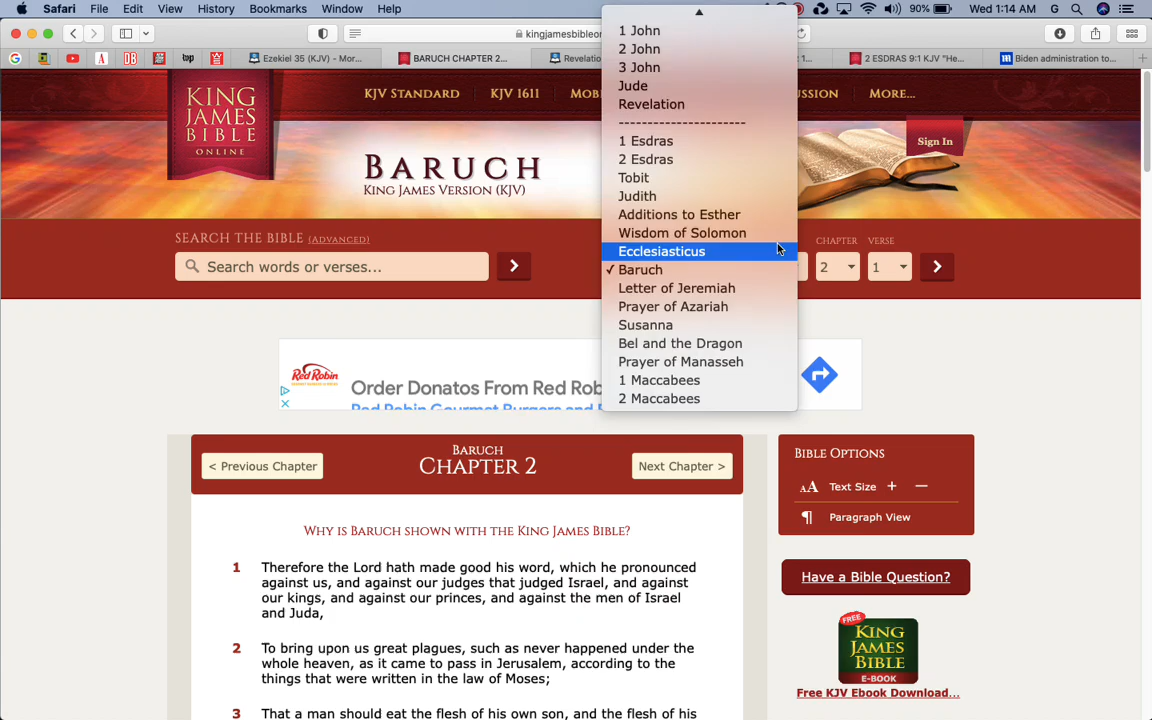 Safari File Edit View History Bookmarks Window Help
90% Wed 1:14 AM G
kingjamesbibleor
Ezekiel 35 (KJV) - Mor...
BARUCH CHAPTER 2...
Revelatio
1...
2 ESDRAS 9:1 KJV "He...
Biden administration to...
KING
JAMES
BIBLE
ONLINE
KJV STANDARD KJV 1611 MOB
SSION MORE...
BARUCH
KING JAMES VERSION (KJV)
Sign In
SEARCH THE BIBLE (ADVANCED)
Search words or verses...
CHAPTER VERSE
2 1
1 John
2 John
3 John
Jude
Revelation
----------------------
1 Esdras
2 Esdras
Tobit
Judith
Additions to Esther
Wisdom of Solomon
Ecclesiasticus
✓ Baruch
Letter of Jeremiah
Prayer of Azariah
Susanna
Bel and the Dragon
Prayer of Manasseh
1 Maccabees
2 Maccabees
Red Robin
Order Donatos From Red Rob
Red Robin Gourmet Burgers and
< Previous Chapter
BARUCH
CHAPTER 2
Next Chapter >
WHY IS BARUCH SHOWN WITH THE KING JAMES BIBLE?
1 Therefore the Lord hath made good his word, which he pronounced
against us, and against our judges that judged Israel, and against
our kings, and against our princes, and against the men of Israel
and Juda,
2 To bring upon us great plagues, such as never happened under the
whole heaven, as it came to pass in Jerusalem, according to the
things that were written in the law of Moses;
3 That a man should eat the flesh of his own son, and the flesh of his
BIBLE OPTIONS
AA Text Size + —
¶ Paragraph View
Have a Bible Question?
FREE
KING
JAMES
BIBLE
E-BOOK
Free KJV Ebook Download...